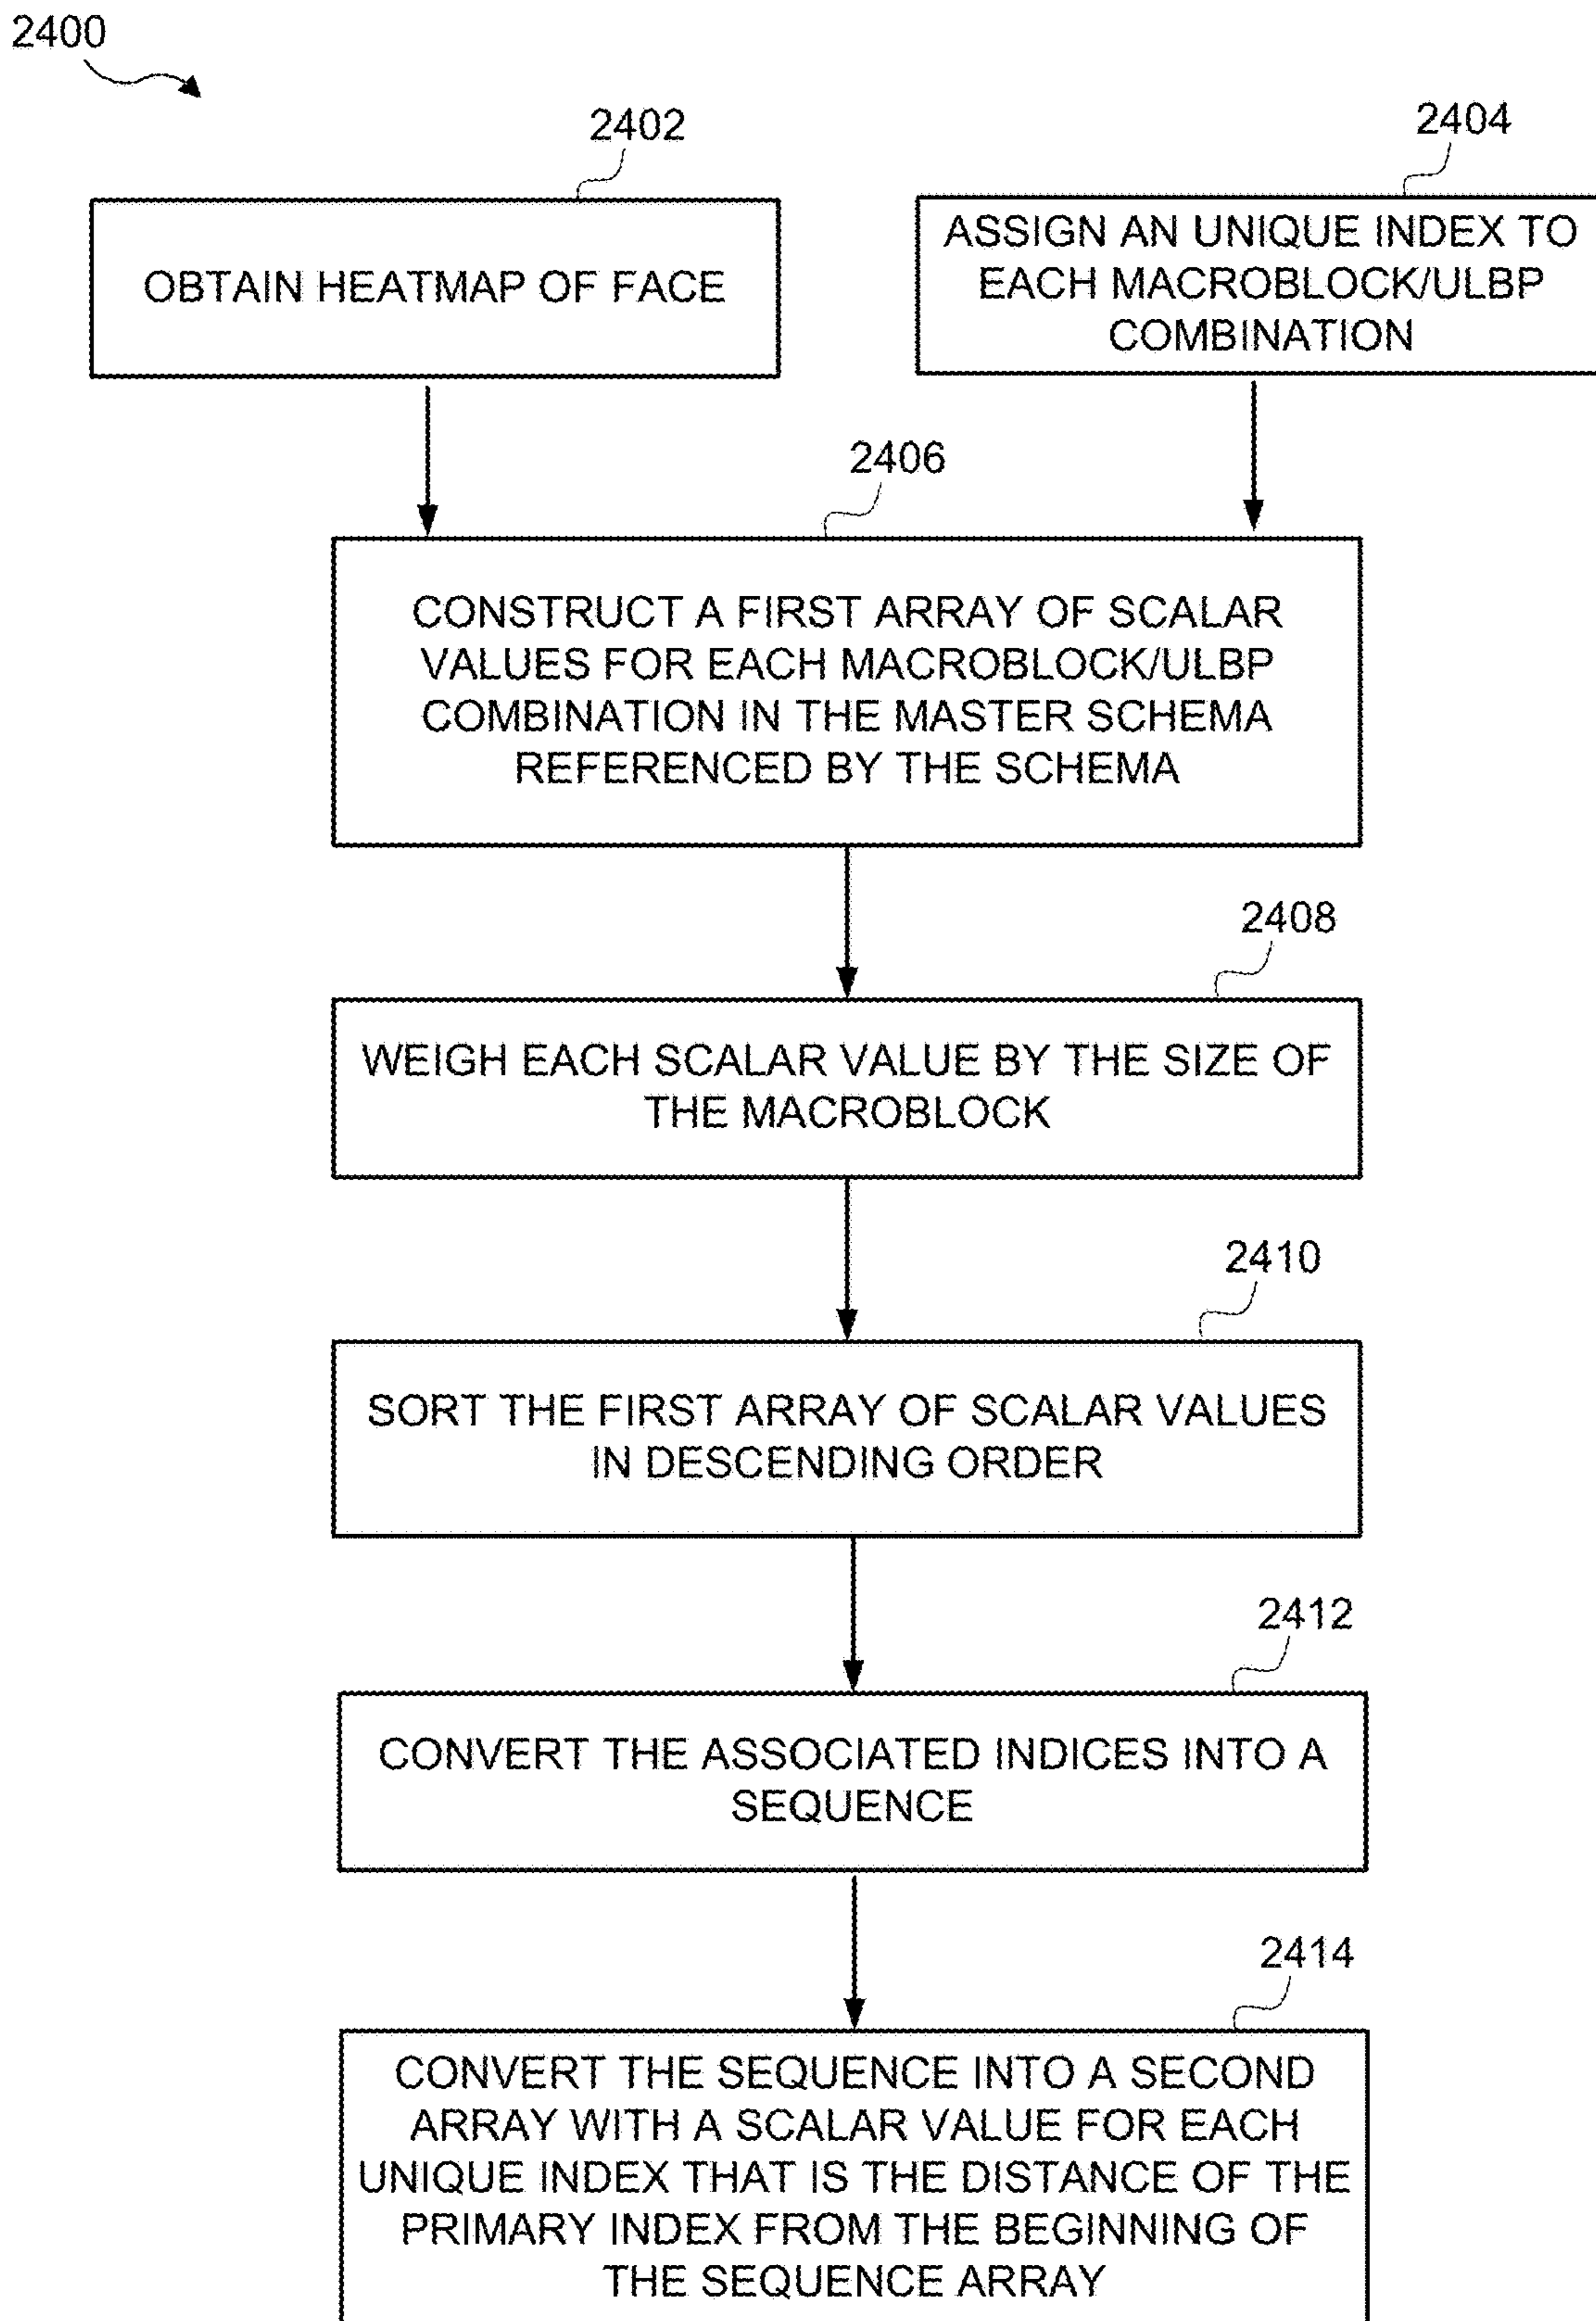 2400
2402
2404
OBTAIN HEATMAP OF FACE
ASSIGN AN UNIQUE INDEX TO
EACH MACROBLOCK/ULBP
COMBINATION
2406
CONSTRUCT A FIRST ARRAY OF SCALAR
VALUES FOR EACH MACROBLOCK/ULBP
COMBINATION IN THE MASTER SCHEMA
REFERENCED BY THE SCHEMA
2408
WEIGH EACH SCALAR VALUE BY THE SIZE OF
THE MACROBLOCK
2410
SORT THE FIRST ARRAY OF SCALAR VALUES
IN DESCENDING ORDER
2412
CONVERT THE ASSOCIATED INDICES INTO A
SEQUENCE
2414
CONVERT THE SEQUENCE INTO A SECOND
ARRAY WITH A SCALAR VALUE FOR EACH
UNIQUE INDEX THAT IS THE DISTANCE OF THE
PRIMARY INDEX FROM THE BEGINNING OF
THE SEQUENCE ARRAY